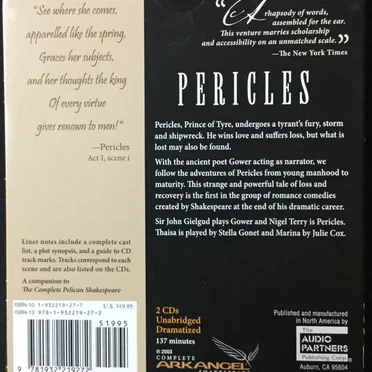 "See where she comes,
apparelled like the spring,
Graces her subjects,
and her thoughts the king
Of every virtue
gives renown to men!"
—Pericles
Act I, scene i
Liner notes include a complete cast
list, a plot synopsis, and a guide to CD
track marks. Tracks correspond to each
scene and are also listed on the CDs.
A companion to
The Complete Pelican Shakespeare
ISBN-10 1-932219-27-7 U.S. $19.95
ISBN-13 978-1-932219-27-2
51995
9 781932 219272
"A rhapsody of words,
assembled for the ear.
This venture marries scholarship
and accessibility on an unmatched scale."
—The New York Times
PERICLES
Pericles, Prince of Tyre, undergoes a tyrant's fury, storm
and shipwreck. He wins love and suffers loss, but what is
lost may also be found.
With the ancient poet Gower acting as narrator, we
follow the adventures of Pericles from young manhood to
maturity. This strange and powerful tale of loss and
recovery is the first in the group of romance comedies
created by Shakespeare at the end of his dramatic career.
Sir John Gielgud plays Gower and Nigel Terry is Pericles.
Thaisa is played by Stella Gonet and Marina by Julie Cox.
2 CDs
Unabridged
Dramatized
137 minutes
© 2003
COMPLETE
ARKANGEL
SHAKESPEARE
Published and manufactured
in North America by
The
AUDIO
PARTNERS
Publishing Corp.
Auburn, CA 95604